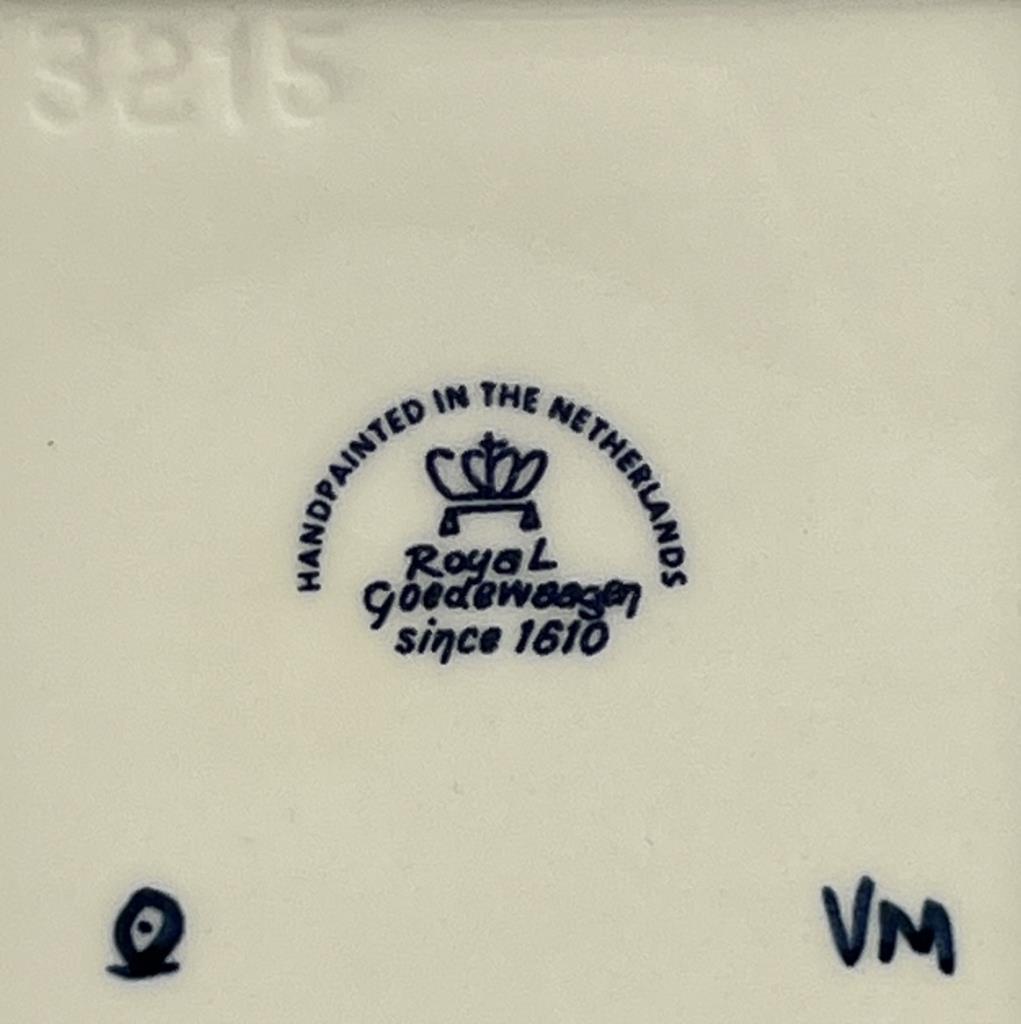 3215
HANDPAINTED IN THE NETHERLANDS
Royal
Goedewaagen
since 1610
VM